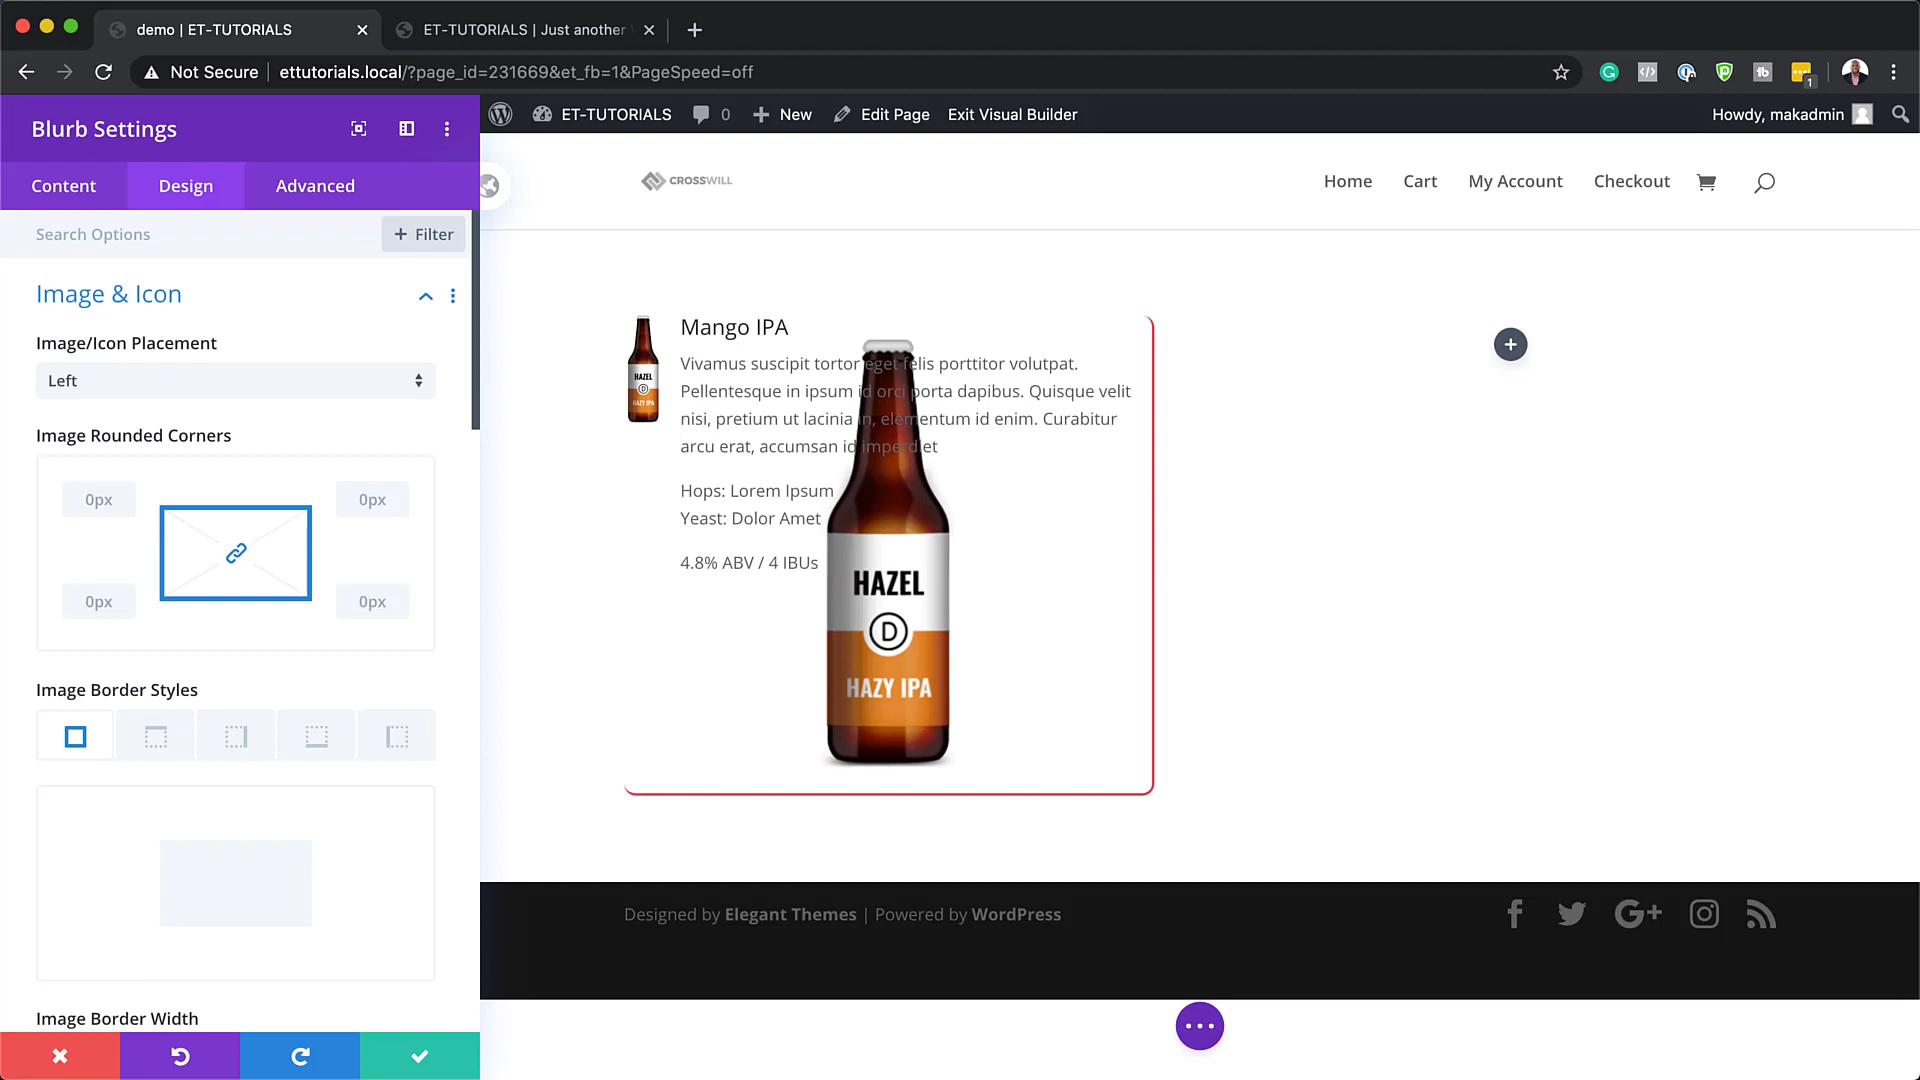 demo | ET-TUTORIALS
ET-TUTORIALS | Just another
Not Secure
ettutorials.local/?page_id=231669&et_fb=1&PageSpeed=off
1
Blurb Settings
ET-TUTORIALS
0
New
Edit Page
Exit Visual Builder
Howdy, makadmin
Content
Design
Advanced
CROSSWILL
Home
Cart
My Account
Checkout
Search Options
+ Filter
Image & Icon
Image/Icon Placement
Left
Image Rounded Corners
0px
0px
0px
0px
Image Border Styles
Image Border Width
HAZEL
D
HAZY IPA
Mango IPA
Vivamus suscipit tortor eget felis porttitor volutpat.
Pellentesque in ipsum id orci porta dapibus. Quisque velit
nisi, pretium ut lacinia in, elementum id enim. Curabitur
arcu erat, accumsan id imperdiet
Hops: Lorem Ipsum
Yeast: Dolor Amet
4.8% ABV / 4 IBUs
HAZEL
D
HAZY IPA
Designed by Elegant Themes | Powered by WordPress